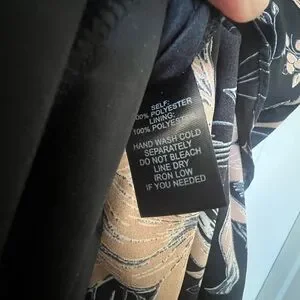 SELF:
100% POLYESTER
LINING:
100% POLYESTER
HAND WASH COLD
SEPARATELY
DO NOT BLEACH
LINE DRY
IRON LOW
IF YOU NEEDED